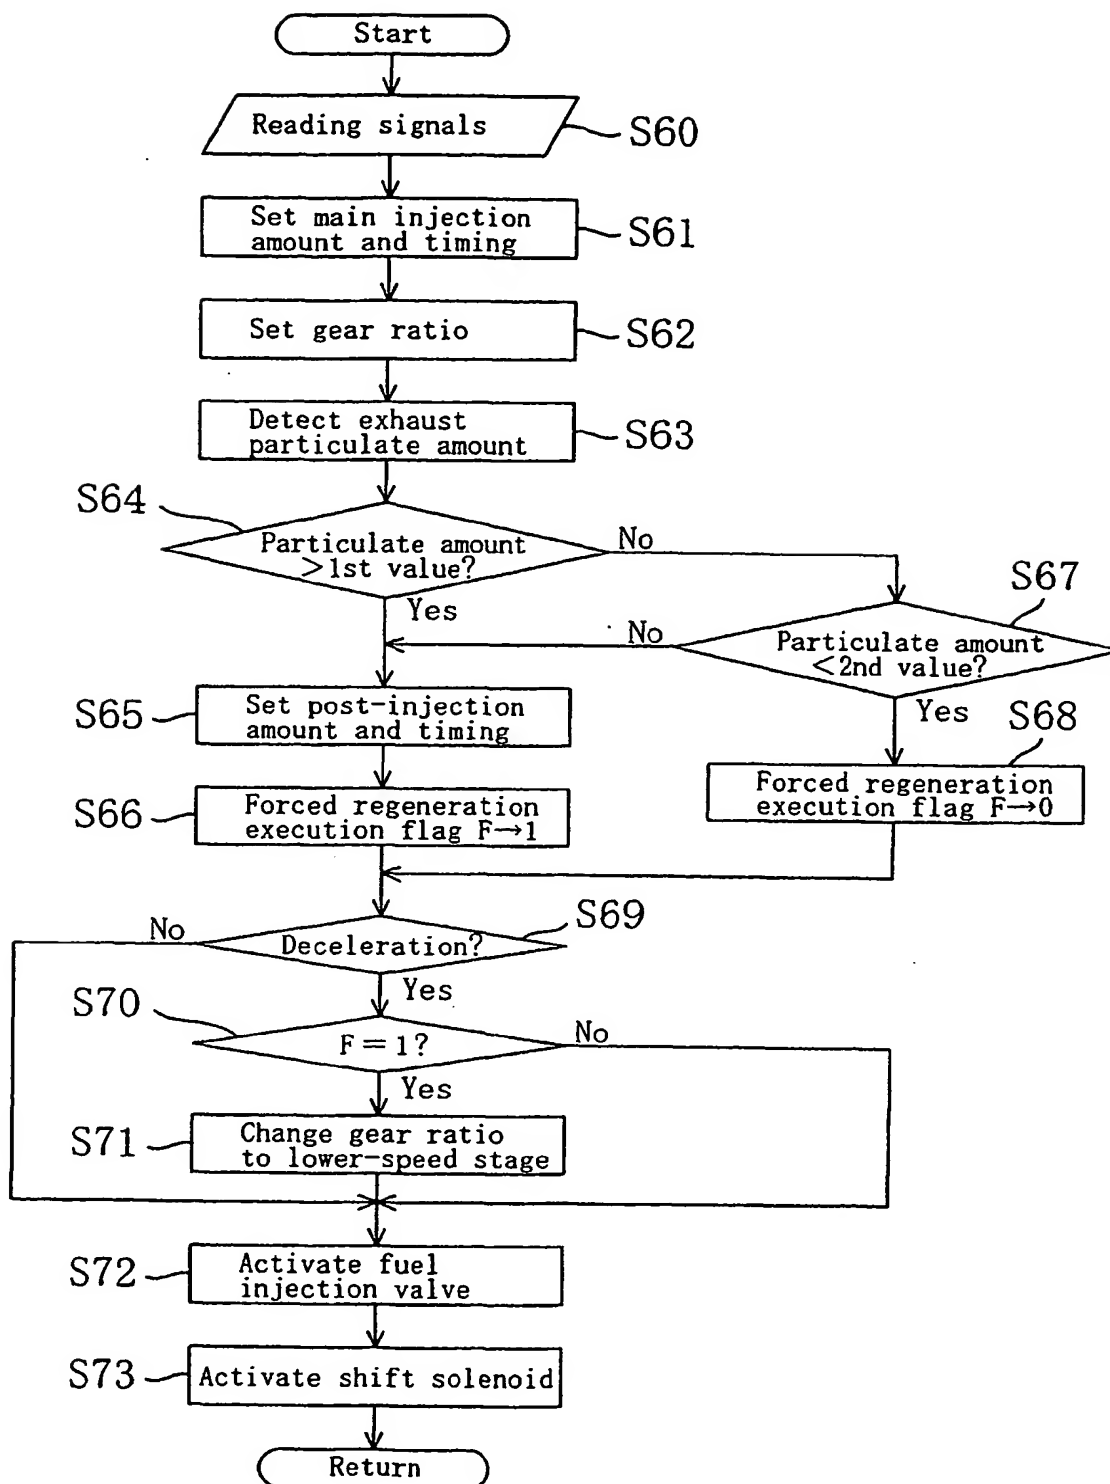 Start
Reading signals
S60
Set main injection
amount and timing
S61
Set gear ratio
S62
Detect exhaust
particulate amount
S63
S64
Particulate amount
>1st value?
No
Yes
S67
Particulate amount
<2nd value?
No
Yes
S65
Set post-injection
amount and timing
S68
Forced regeneration
execution flag F→0
S66
Forced regeneration
execution flag F→1
S69
Deceleration?
No
Yes
S70
F=1?
No
Yes
S71
Change gear ratio
to lower-speed stage
S72
Activate fuel
injection valve
S73
Activate shift solenoid
Return